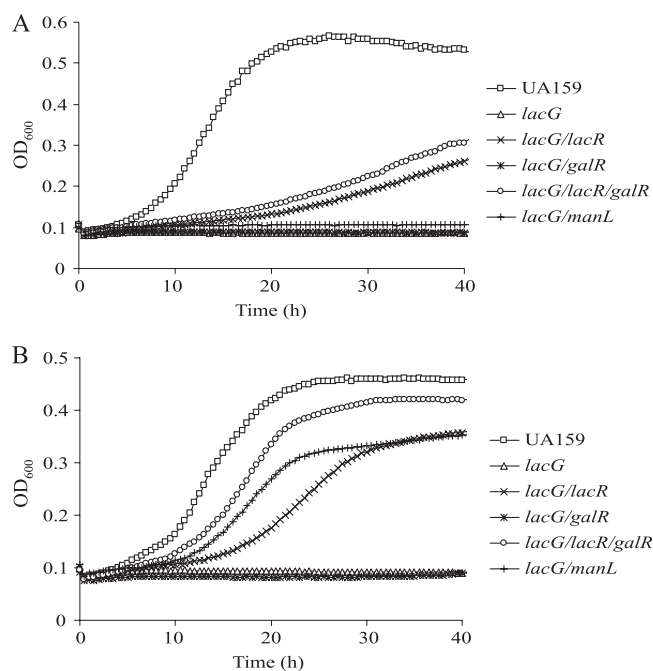 A
0.6
0.5
0.4
0.3
0.2
0.1
0
OD₆₀₀
0 10 20 30 40
Time (h)
UA159
lacG
lacG/lacR
lacG/galR
lacG/lacR/galR
lacG/manL
B
0.5
0.4
0.3
0.2
0.1
0
OD₆₀₀
0 10 20 30 40
Time (h)
UA159
lacG
lacG/lacR
lacG/galR
lacG/lacR/galR
lacG/manL